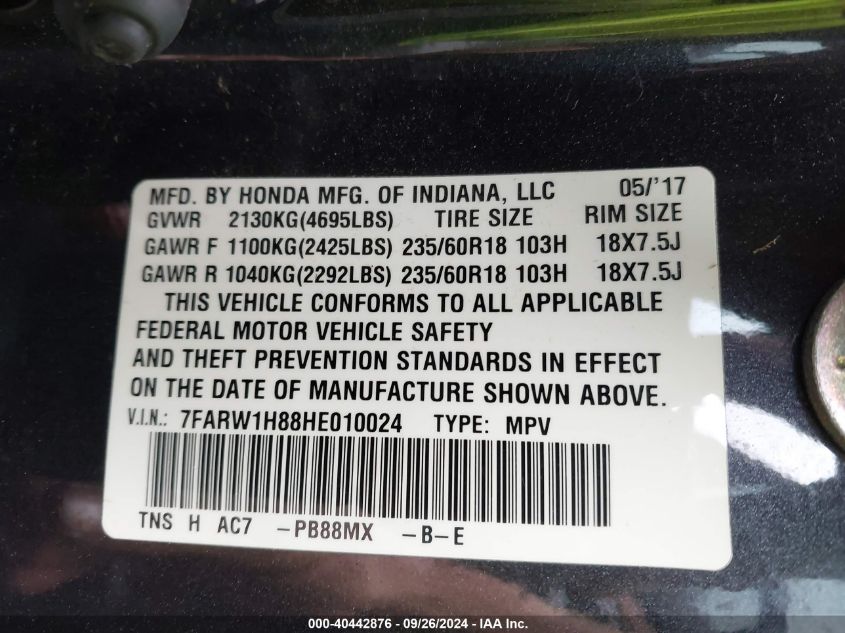 MFD. BY HONDA MFG. OF INDIANA, LLC 05/'17
GVWR 2130KG(4695LBS) TIRE SIZE RIM SIZE
GAWR F 1100KG(2425LBS) 235/60R18 103H 18X7.5J
GAWR R 1040KG(2292LBS) 235/60R18 103H 18X7.5J
THIS VEHICLE CONFORMS TO ALL APPLICABLE
FEDERAL MOTOR VEHICLE SAFETY
AND THEFT PREVENTION STANDARDS IN EFFECT
ON THE DATE OF MANUFACTURE SHOWN ABOVE.
V.I.N.: 7FARW1H88HE010024 TYPE: MPV
TNS H AC7 -PB88MX -B-E
000-40442876 - 09/26/2024 - IAA Inc.